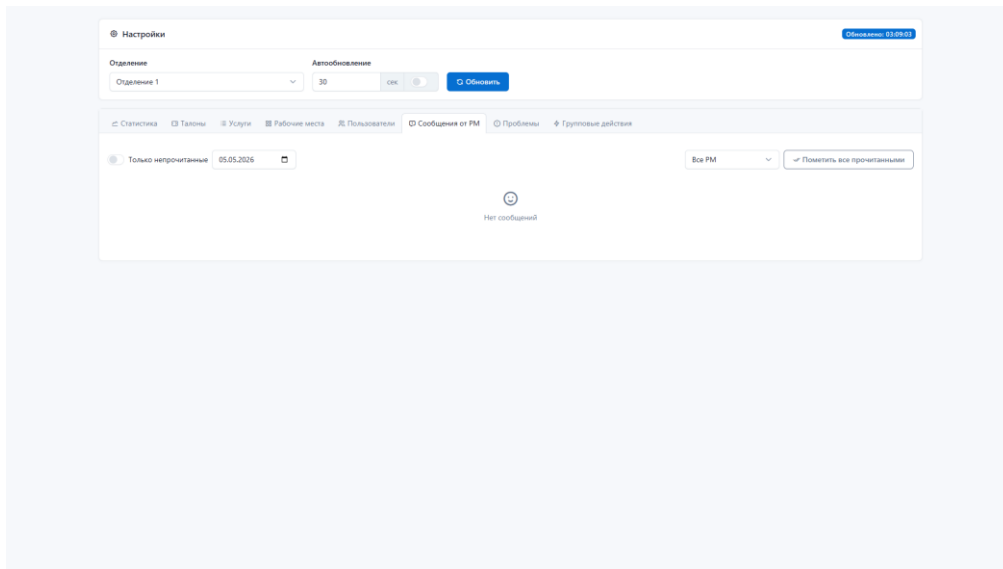 Настройки
Обновлено: 03:09:03
Отделение
Автообновление
Отделение 1
30
сек
Обновить
Статистика
Талоны
Услуги
Рабочие места
Пользователи
Сообщения от РМ
Проблемы
Групповые действия
Только непрочитанные
05.05.2026
Все РМ
Пометить все прочитанными
Нет сообщений